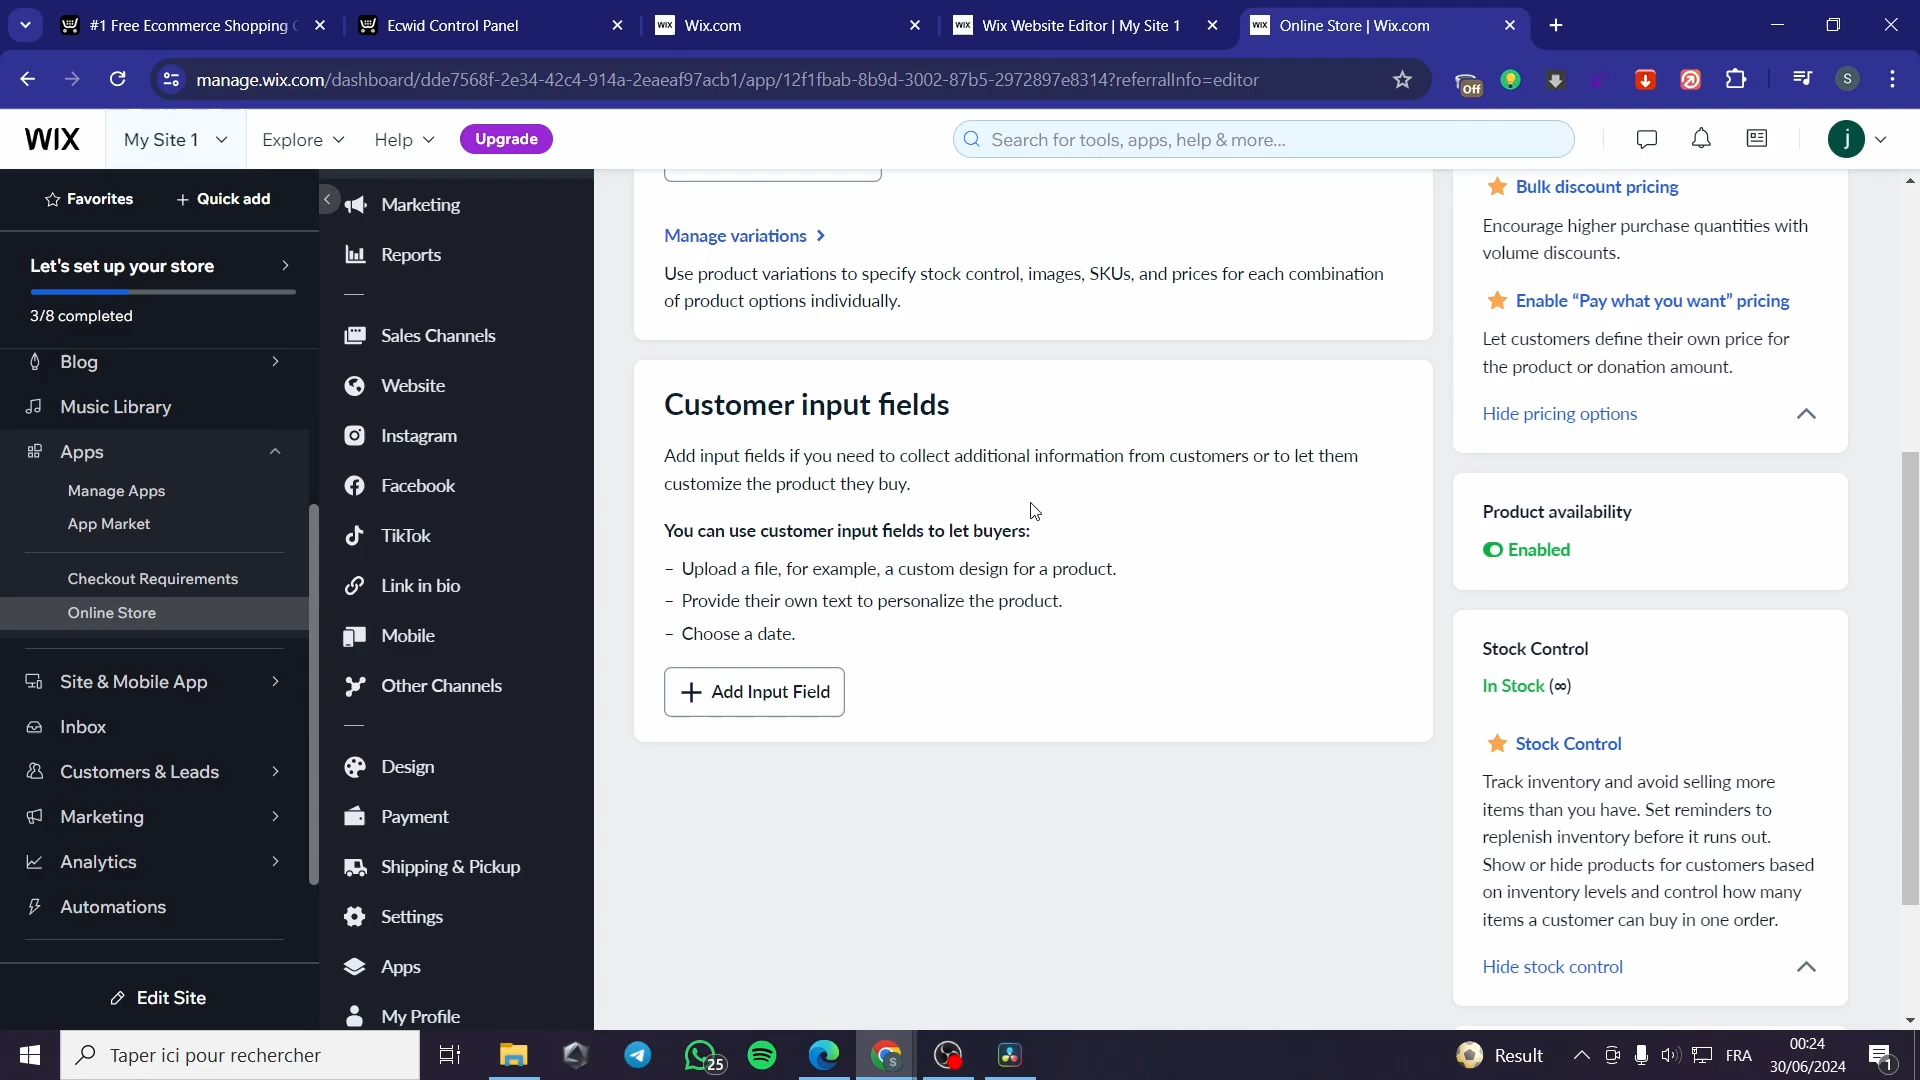 #1 Free Ecommerce Shopping
Ecwid Control Panel
WIX
Wix.com
WIX
Wix Website Editor | My Site 1
WIX
Online Store | Wix.com
manage.wix.com/dashboard/dde7568f-2e34-42c4-914a-2eaeaf97acb1/app/12f1fbab-8b9d-3002-87b5-2972897e8314?referralInfo=editor
Off
S
WIX
My Site 1
Explore
Help
Upgrade
Search for tools, apps, help & more...
j
Favorites
+ Quick add
Let's set up your store
3/8 completed
Blog
Music Library
Apps
Manage Apps
App Market
Checkout Requirements
Online Store
Site & Mobile App
Inbox
Customers & Leads
Marketing
Analytics
Automations
Edit Site
Marketing
Reports
Sales Channels
Website
Instagram
Facebook
TikTok
Link in bio
Mobile
Other Channels
Design
Payment
Shipping & Pickup
Settings
Apps
My Profile
Manage variations
Use product variations to specify stock control, images, SKUs, and prices for each combination
of product options individually.
Customer input fields
Add input fields if you need to collect additional information from customers or to let them
customize the product they buy.
You can use customer input fields to let buyers:
– Upload a file, for example, a custom design for a product.
– Provide their own text to personalize the product.
– Choose a date.
+ Add Input Field
Bulk discount pricing
Encourage higher purchase quantities with
volume discounts.
Enable “Pay what you want” pricing
Let customers define their own price for
the product or donation amount.
Hide pricing options
Product availability
Enabled
Stock Control
In Stock (∞)
Stock Control
Track inventory and avoid selling more
items than you have. Set reminders to
replenish inventory before it runs out.
Show or hide products for customers based
on inventory levels and control how many
items a customer can buy in one order.
Hide stock control
Taper ici pour rechercher
25
S
Result
FRA
00:24
30/06/2024
1